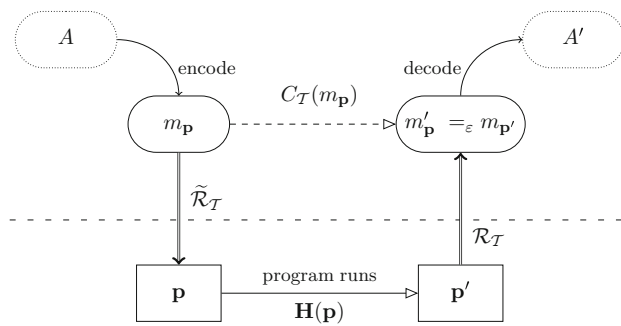 A A′
encode decode
C_𝒯(m_𝐩)
m_𝐩 m′_𝐩 =_ε m_𝐩′
ℛ̃_𝒯
ℛ_𝒯
program runs
𝐩 𝐩′
𝐇(𝐩)